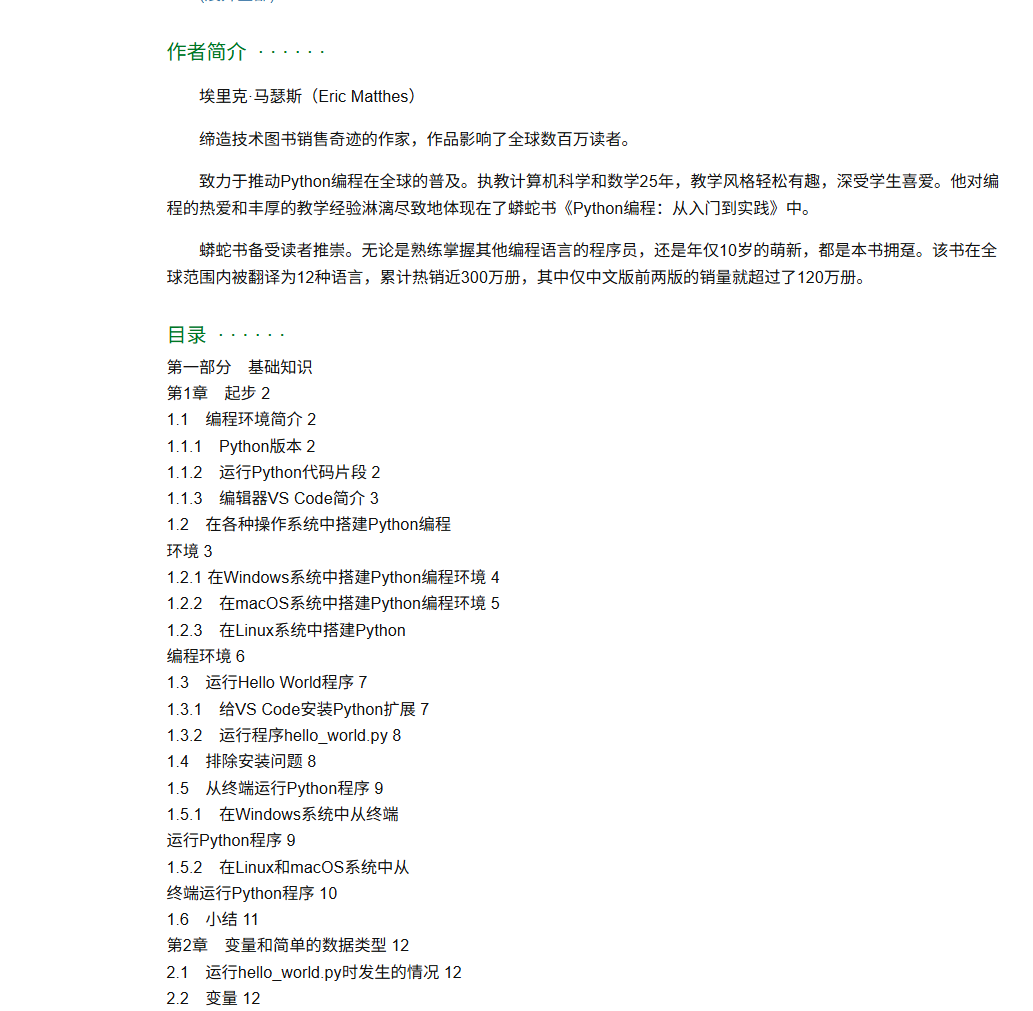 作者简介 · · · · · ·
埃里克·马瑟斯（Eric Matthes）
缔造技术图书销售奇迹的作家，作品影响了全球数百万读者。
致力于推动Python编程在全球的普及。执教计算机科学和数学25年，教学风格轻松有趣，深受学生喜爱。他对编
程的热爱和丰厚的教学经验淋漓尽致地体现在了蟒蛇书《Python编程：从入门到实践》中。
蟒蛇书备受读者推崇。无论是熟练掌握其他编程语言的程序员，还是年仅10岁的萌新，都是本书拥趸。该书在全
球范围内被翻译为12种语言，累计热销近300万册，其中仅中文版前两版的销量就超过了120万册。
目录 · · · · · ·
第一部分　基础知识
第1章　起步 2
1.1　编程环境简介 2
1.1.1　Python版本 2
1.1.2　运行Python代码片段 2
1.1.3　编辑器VS Code简介 3
1.2　在各种操作系统中搭建Python编程
环境 3
1.2.1 在Windows系统中搭建Python编程环境 4
1.2.2　在macOS系统中搭建Python编程环境 5
1.2.3　在Linux系统中搭建Python
编程环境 6
1.3　运行Hello World程序 7
1.3.1　给VS Code安装Python扩展 7
1.3.2　运行程序hello_world.py 8
1.4　排除安装问题 8
1.5　从终端运行Python程序 9
1.5.1　在Windows系统中从终端
运行Python程序 9
1.5.2　在Linux和macOS系统中从
终端运行Python程序 10
1.6　小结 11
第2章　变量和简单的数据类型 12
2.1　运行hello_world.py时发生的情况 12
2.2　变量 12